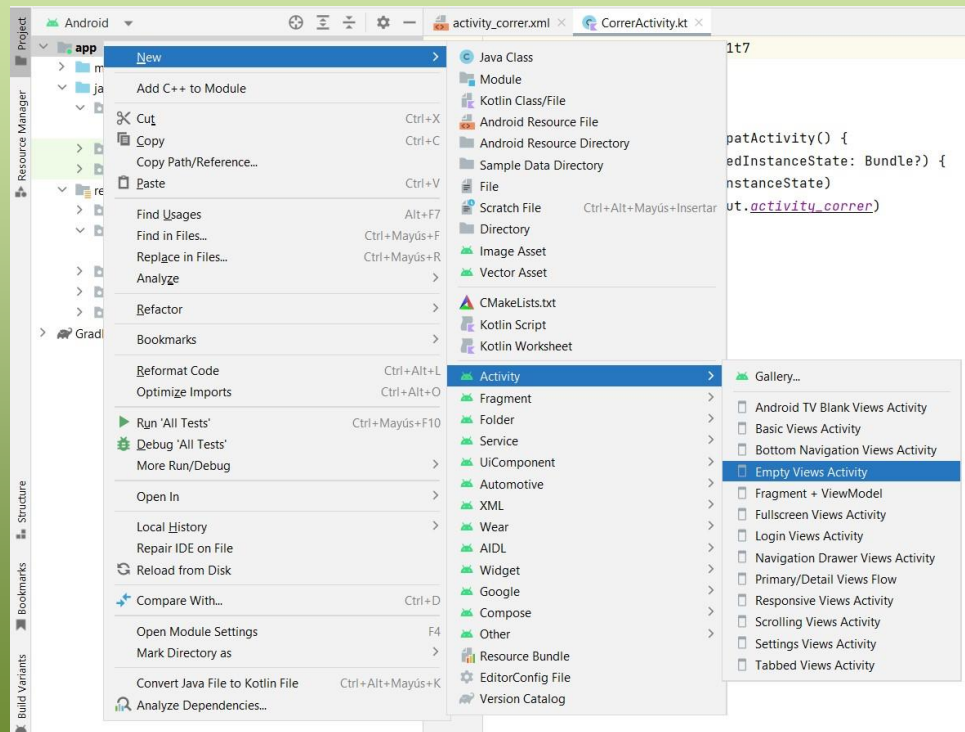 Project
Resource Manager
Structure
Bookmarks
Build Variants
Android
activity_correr.xml
CorrerActivity.kt
app
m
ja
re
Grad
New
Add C++ to Module
Cut Ctrl+X
Copy Ctrl+C
Copy Path/Reference...
Paste Ctrl+V
Find Usages Alt+F7
Find in Files... Ctrl+Mayús+F
Replace in Files... Ctrl+Mayús+R
Analyze
Refactor
Bookmarks
Reformat Code Ctrl+Alt+L
Optimize Imports Ctrl+Alt+O
Run 'All Tests' Ctrl+Mayús+F10
Debug 'All Tests'
More Run/Debug
Open In
Local History
Repair IDE on File
Reload from Disk
Compare With... Ctrl+D
Open Module Settings F4
Mark Directory as
Convert Java File to Kotlin File Ctrl+Alt+Mayús+K
Analyze Dependencies...
Java Class
Module
Kotlin Class/File
Android Resource File
Android Resource Directory
Sample Data Directory
File
Scratch File Ctrl+Alt+Mayús+Insertar
Directory
Image Asset
Vector Asset
CMakeLists.txt
Kotlin Script
Kotlin Worksheet
Activity
Fragment
Folder
Service
UiComponent
Automotive
XML
Wear
AIDL
Widget
Google
Compose
Other
Resource Bundle
EditorConfig File
Version Catalog
1t7
patActivity() {
edInstanceState: Bundle?) {
nstanceState)
ut.activity_correr)
Gallery...
Android TV Blank Views Activity
Basic Views Activity
Bottom Navigation Views Activity
Empty Views Activity
Fragment + ViewModel
Fullscreen Views Activity
Login Views Activity
Navigation Drawer Views Activity
Primary/Detail Views Flow
Responsive Views Activity
Scrolling Views Activity
Settings Views Activity
Tabbed Views Activity